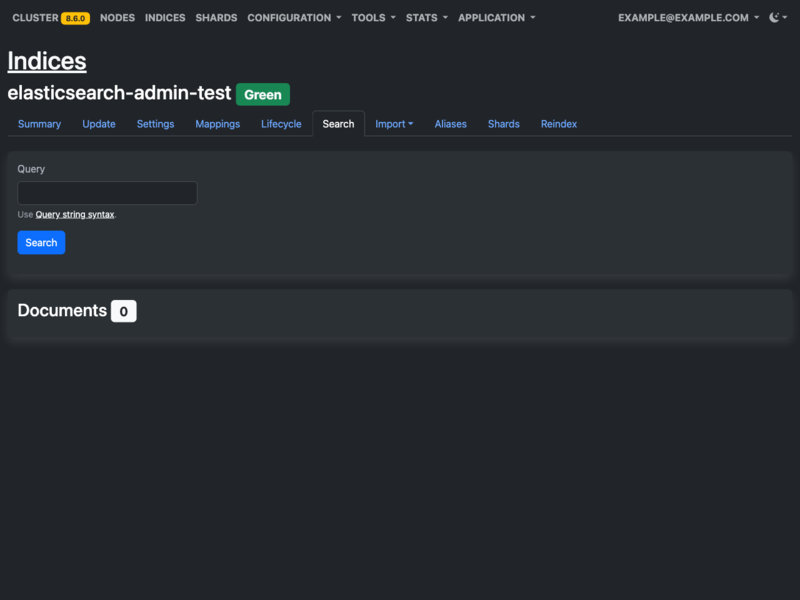 CLUSTER 8.6.0 NODES INDICES SHARDS CONFIGURATION TOOLS STATS APPLICATION EXAMPLE@EXAMPLE.COM
Indices
elasticsearch-admin-test Green
Summary Update Settings Mappings Lifecycle Search Import Aliases Shards Reindex
Query
Use Query string syntax.
Search
Documents 0